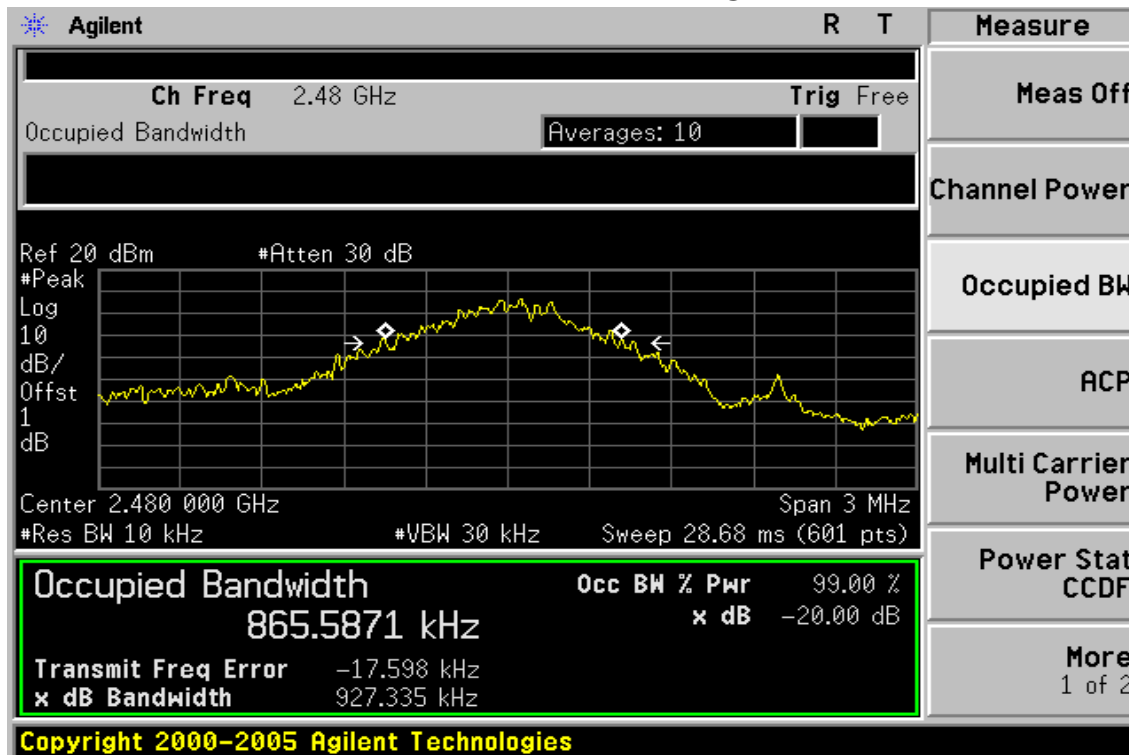 Agilent R T Measure
Ch Freq 2.48 GHz Trig Free
Occupied Bandwidth Averages: 10
Meas Off
Channel Power
Occupied BW
ACP
Multi Carrier
Power
Power Stat
CCDF
More
1 of 2
Ref 20 dBm #Atten 30 dB
#Peak
Log
10
dB/
Offst
1
dB
Center 2.480 000 GHz Span 3 MHz
#Res BW 10 kHz #VBW 30 kHz Sweep 28.68 ms (601 pts)
Occupied Bandwidth
865.5871 kHz
Occ BW % Pwr 99.00 %
x dB -20.00 dB
Transmit Freq Error -17.598 kHz
x dB Bandwidth 927.335 kHz
Copyright 2000-2005 Agilent Technologies